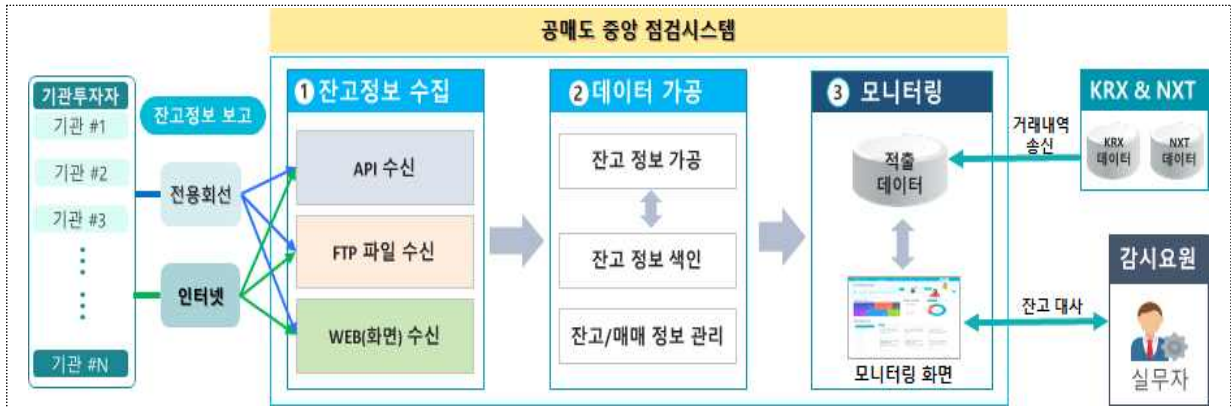 공매도 중앙 점검시스템
기관투자자
기관 #1
기관 #2
기관 #3
기관 #N
잔고정보 보고
전용회선
인터넷
1 잔고정보 수집
API 수신
FTP 파일 수신
WEB(화면) 수신
2 데이터 가공
잔고 정보 가공
잔고 정보 색인
잔고/매매 정보 관리
3 모니터링
적출
데이터
모니터링 화면
거래내역
송신
KRX & NXT
KRX
데이터
NXT
데이터
잔고 대사
감시요원
실무자